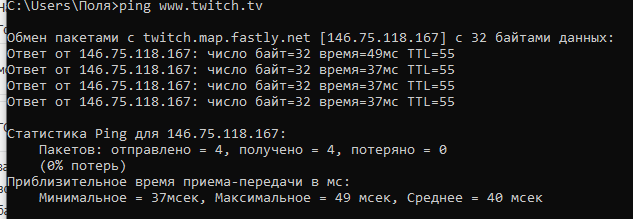 C:\Users\Поля>ping www.twitch.tv
Обмен пакетами с twitch.map.fastly.net [146.75.118.167] с 32 байтами данных:
Ответ от 146.75.118.167: число байт=32 время=49мс TTL=55
Ответ от 146.75.118.167: число байт=32 время=37мс TTL=55
Ответ от 146.75.118.167: число байт=32 время=37мс TTL=55
Ответ от 146.75.118.167: число байт=32 время=37мс TTL=55
Статистика Ping для 146.75.118.167:
Пакетов: отправлено = 4, получено = 4, потеряно = 0
(0% потерь)
Приблизительное время приема-передачи в мс:
Минимальное = 37мсек, Максимальное = 49 мсек, Среднее = 40 мсек